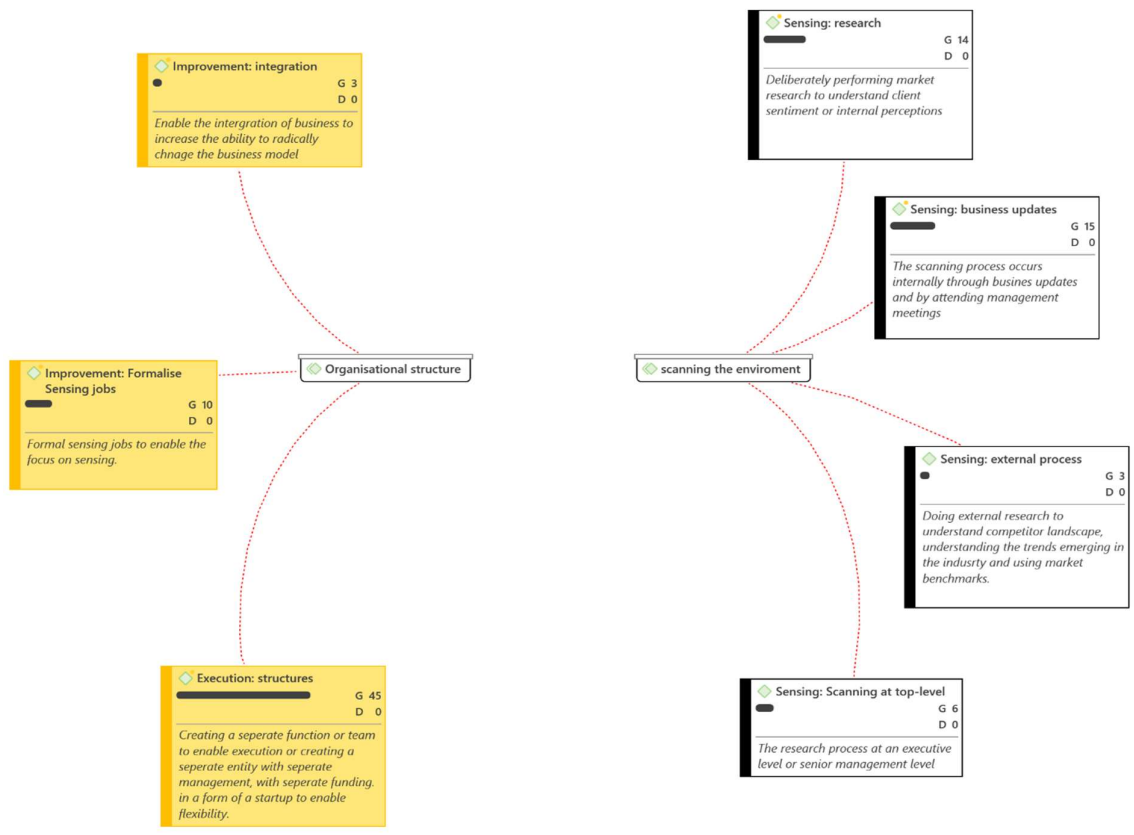 Improvement: integration
G 3
D 0
Enable the intergration of business to
increase the ability to radically
chnage the business model
Improvement: Formalise
Sensing jobs
G 10
D 0
Formal sensing jobs to enable the
focus on sensing.
Organisational structure
Execution: structures
G 45
D 0
Creating a seperate function or team
to enable execution or creating a
seperate entity with seperate
management, with seperate funding.
in a form of a startup to enable
flexibility.
Sensing: research
G 14
D 0
Deliberately performing market
research to understand client
sentiment or internal perceptions
Sensing: business updates
G 15
D 0
The scanning process occurs
internally through busines updates
and by attending management
meetings
scanning the enviroment
Sensing: external process
G 3
D 0
Doing external research to
understand competitor landscape,
understanding the trends emerging in
the indusrty and using market
benchmarks.
Sensing: Scanning at top-level
G 6
D 0
The research process at an executive
level or senior management level